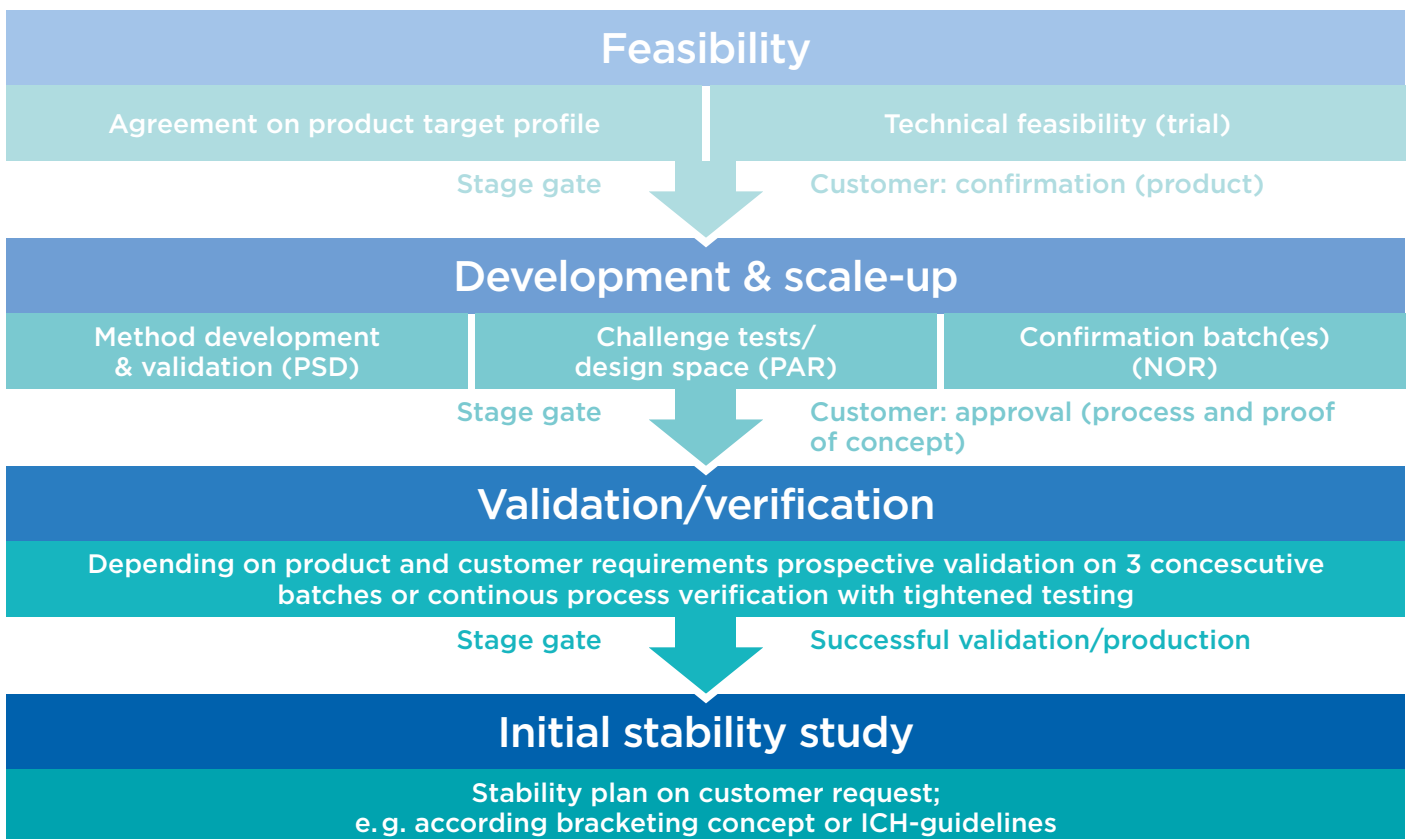 Feasibility
Agreement on product target profile
Technical feasibility (trial)
Stage gate
Customer: confirmation (product)
Development & scale-up
Method development
& validation (PSD)
Challenge tests/
design space (PAR)
Confirmation batch(es)
(NOR)
Stage gate
Customer: approval (process and proof
of concept)
Validation/verification
Depending on product and customer requirements prospective validation on 3 concescutive
batches or continous process verification with tightened testing
Stage gate
Successful validation/production
Initial stability study
Stability plan on customer request;
e. g. according bracketing concept or ICH-guidelines